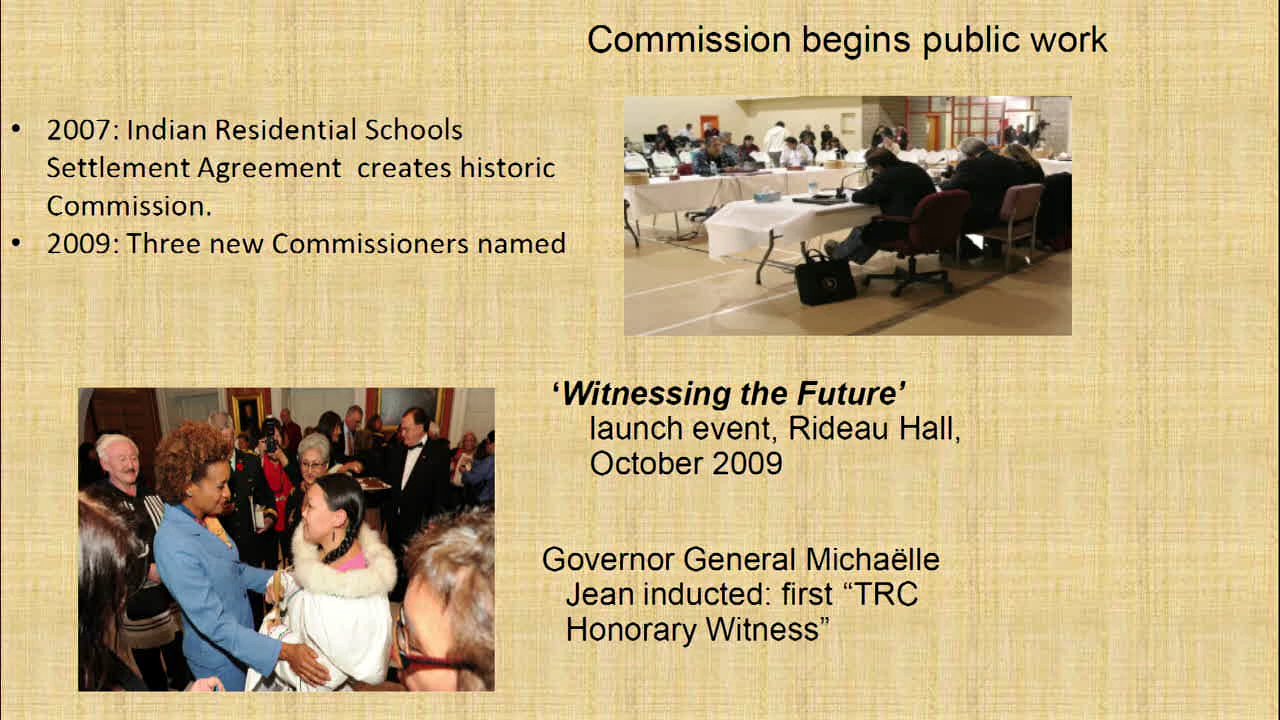 Commission begins public work
• 2007: Indian Residential Schools
Settlement Agreement  creates historic
Commission.
• 2009: Three new Commissioners named
‘Witnessing the Future’
launch event, Rideau Hall,
October 2009
Governor General Michaëlle
Jean inducted: first “TRC
Honorary Witness”